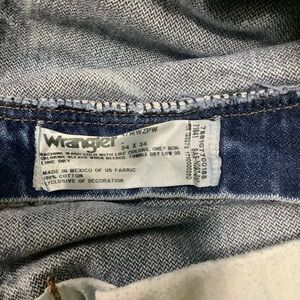 Wrangler
34 X 34
MACHINE WASH COLD WITH LIKE COLORS, ONLY NON-
CHLORINE BLEACH WHEN NEEDED. TUMBLE DRY LOW OR
LINE DRY
MADE IN MEXICO OF US FABRIC
100% COTTON
EXCLUSIVE OF DECORATION